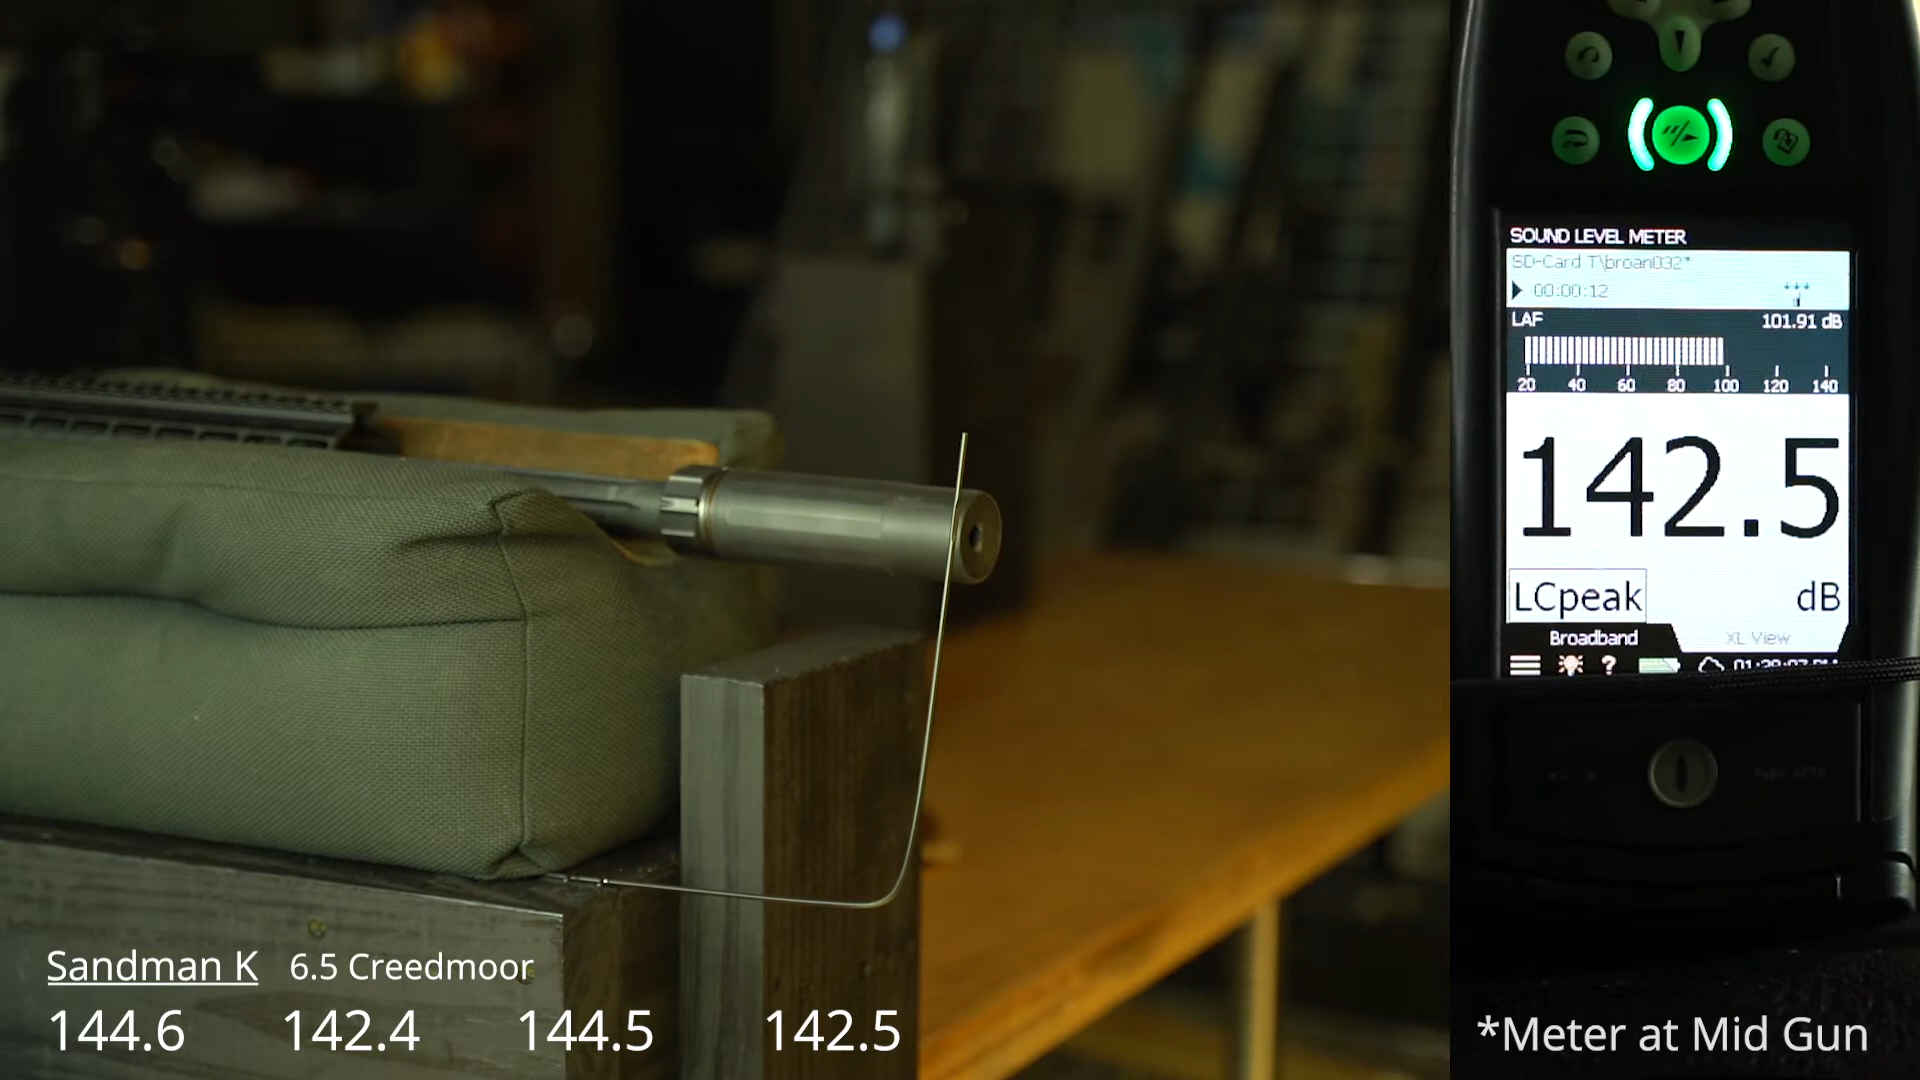 SOUND LEVEL METER
SD-Card T\broan032*
00:00:12
LAF 101.91 dB
20 40 60 80 100 120 140
142.5
LCpeak dB
Broadband XL View
?
Sandman K 6.5 Creedmoor
144.6 142.4 144.5 142.5
*Meter at Mid Gun